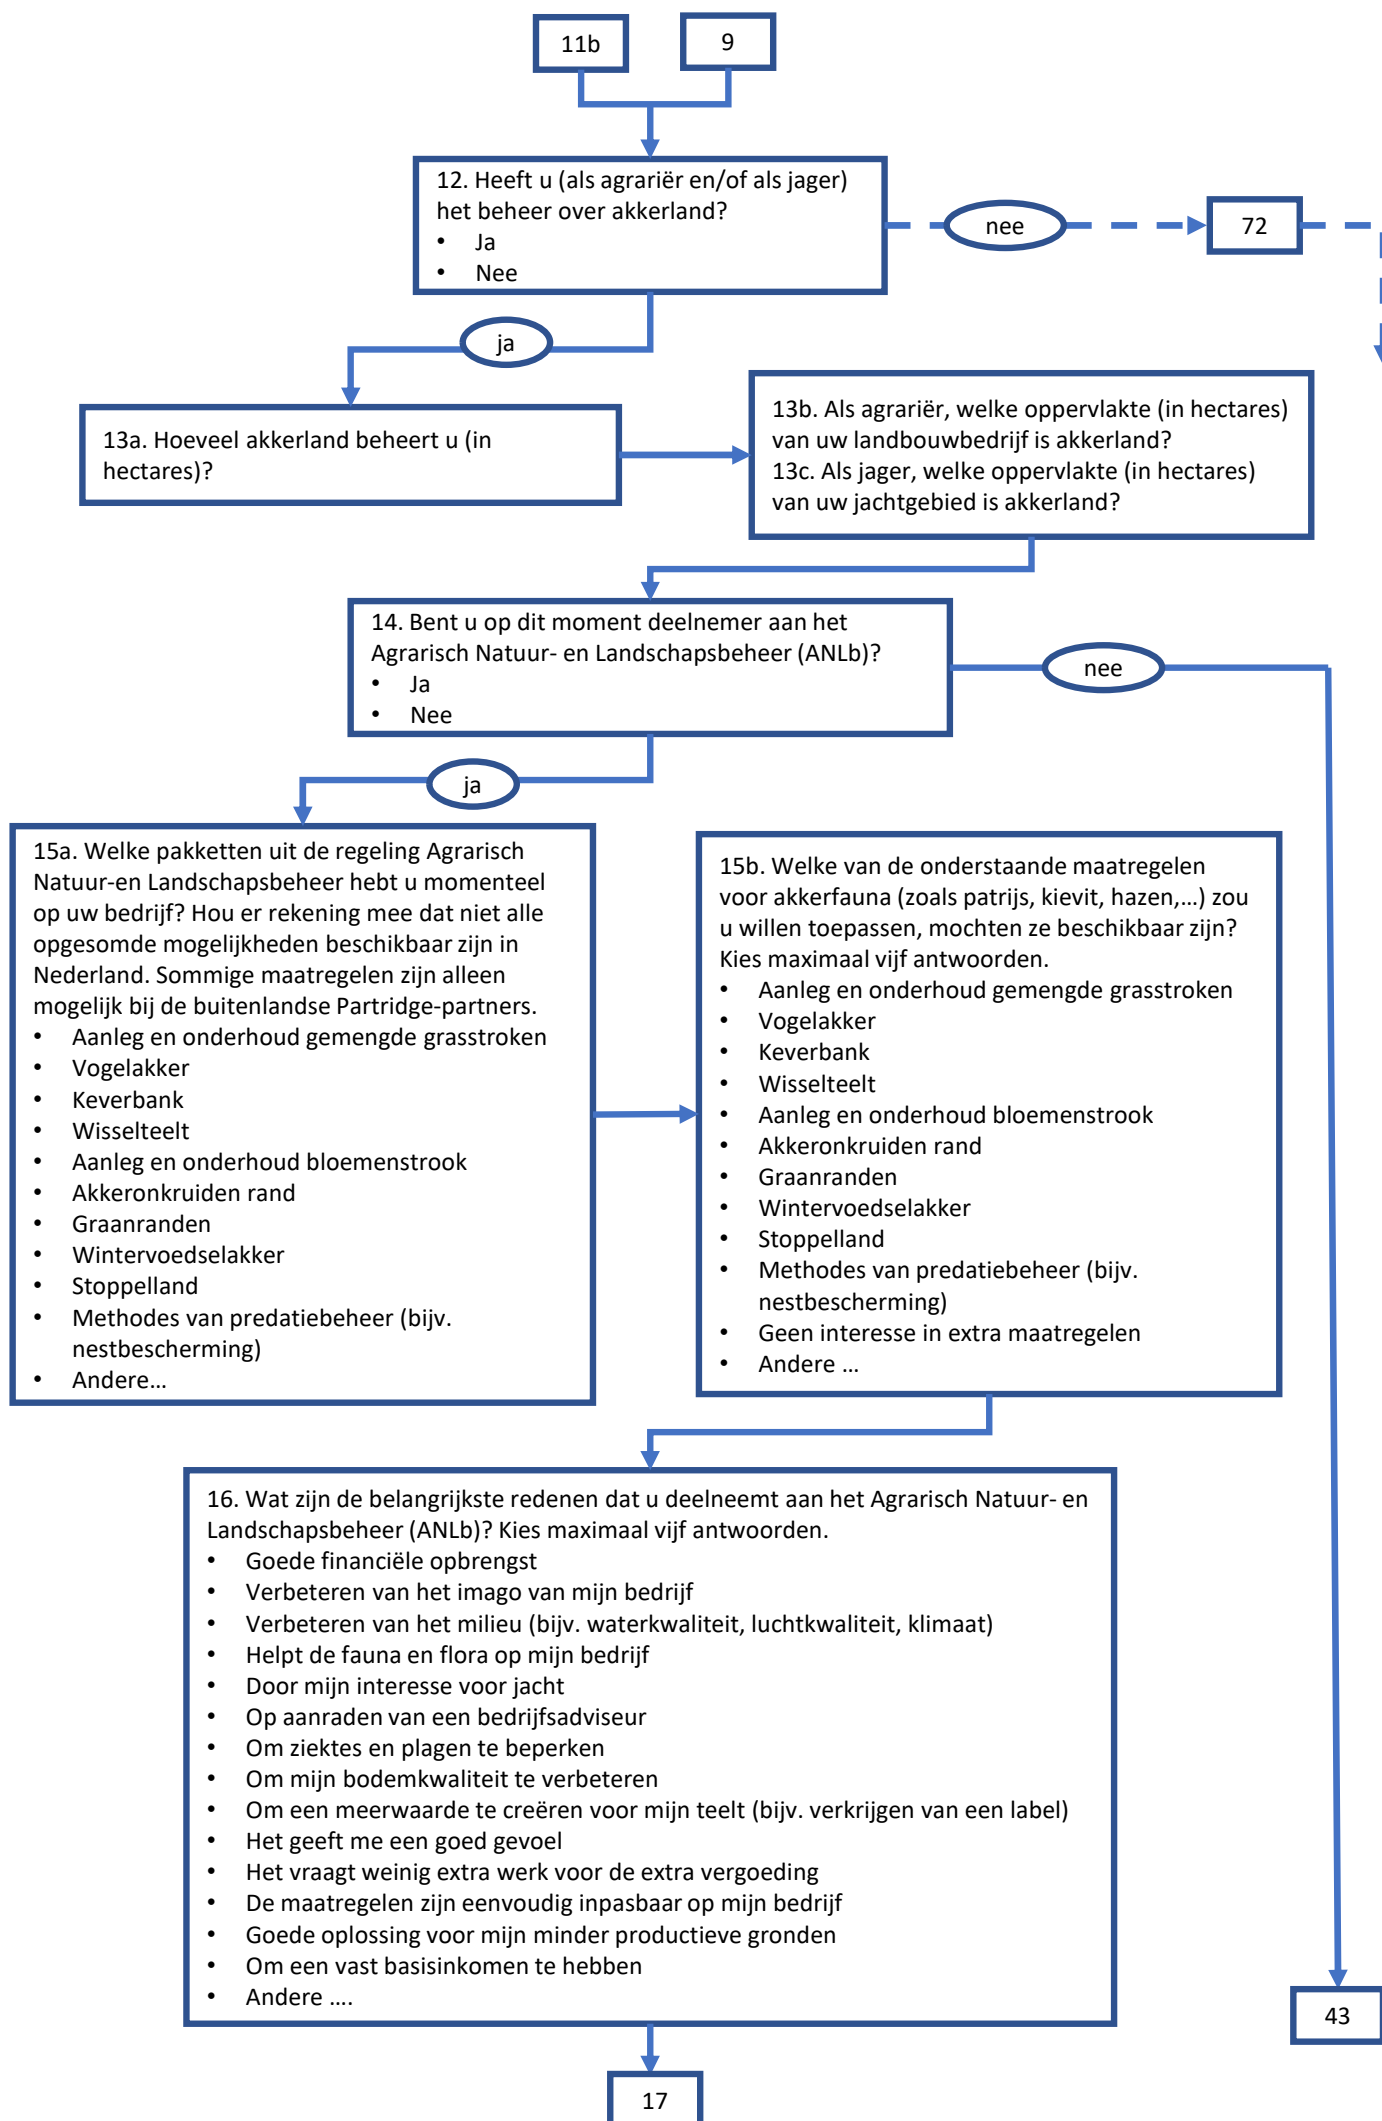 11b
9
12. Heeft u (als agrariër en/of als jager)
het beheer over akkerland?
• Ja
• Nee
nee
72
ja
13a. Hoeveel akkerland beheert u (in
hectares)?
13b. Als agrariër, welke oppervlakte (in hectares)
van uw landbouwbedrijf is akkerland?
13c. Als jager, welke oppervlakte (in hectares)
van uw jachtgebied is akkerland?
14. Bent u op dit moment deelnemer aan het
Agrarisch Natuur- en Landschapsbeheer (ANLb)?
• Ja
• Nee
nee
ja
15a. Welke pakketten uit de regeling Agrarisch
Natuur-en Landschapsbeheer hebt u momenteel
op uw bedrijf? Hou er rekening mee dat niet alle
opgesomde mogelijkheden beschikbaar zijn in
Nederland. Sommige maatregelen zijn alleen
mogelijk bij de buitenlandse Partridge-partners.
• Aanleg en onderhoud gemengde grasstroken
• Vogelakker
• Keverbank
• Wisselteelt
• Aanleg en onderhoud bloemenstrook
• Akkeronkruiden rand
• Graanranden
• Wintervoedselakker
• Stoppelland
• Methodes van predatiebeheer (bijv.
nestbescherming)
• Andere…
15b. Welke van de onderstaande maatregelen
voor akkerfauna (zoals patrijs, kievit, hazen,…) zou
u willen toepassen, mochten ze beschikbaar zijn?
Kies maximaal vijf antwoorden.
• Aanleg en onderhoud gemengde grasstroken
• Vogelakker
• Keverbank
• Wisselteelt
• Aanleg en onderhoud bloemenstrook
• Akkeronkruiden rand
• Graanranden
• Wintervoedselakker
• Stoppelland
• Methodes van predatiebeheer (bijv.
nestbescherming)
• Geen interesse in extra maatregelen
• Andere …
16. Wat zijn de belangrijkste redenen dat u deelneemt aan het Agrarisch Natuur- en
Landschapsbeheer (ANLb)? Kies maximaal vijf antwoorden.
• Goede financiële opbrengst
• Verbeteren van het imago van mijn bedrijf
• Verbeteren van het milieu (bijv. waterkwaliteit, luchtkwaliteit, klimaat)
• Helpt de fauna en flora op mijn bedrijf
• Door mijn interesse voor jacht
• Op aanraden van een bedrijfsadviseur
• Om ziektes en plagen te beperken
• Om mijn bodemkwaliteit te verbeteren
• Om een meerwaarde te creëren voor mijn teelt (bijv. verkrijgen van een label)
• Het geeft me een goed gevoel
• Het vraagt weinig extra werk voor de extra vergoeding
• De maatregelen zijn eenvoudig inpasbaar op mijn bedrijf
• Goede oplossing voor mijn minder productieve gronden
• Om een vast basisinkomen te hebben
• Andere ….
43
17